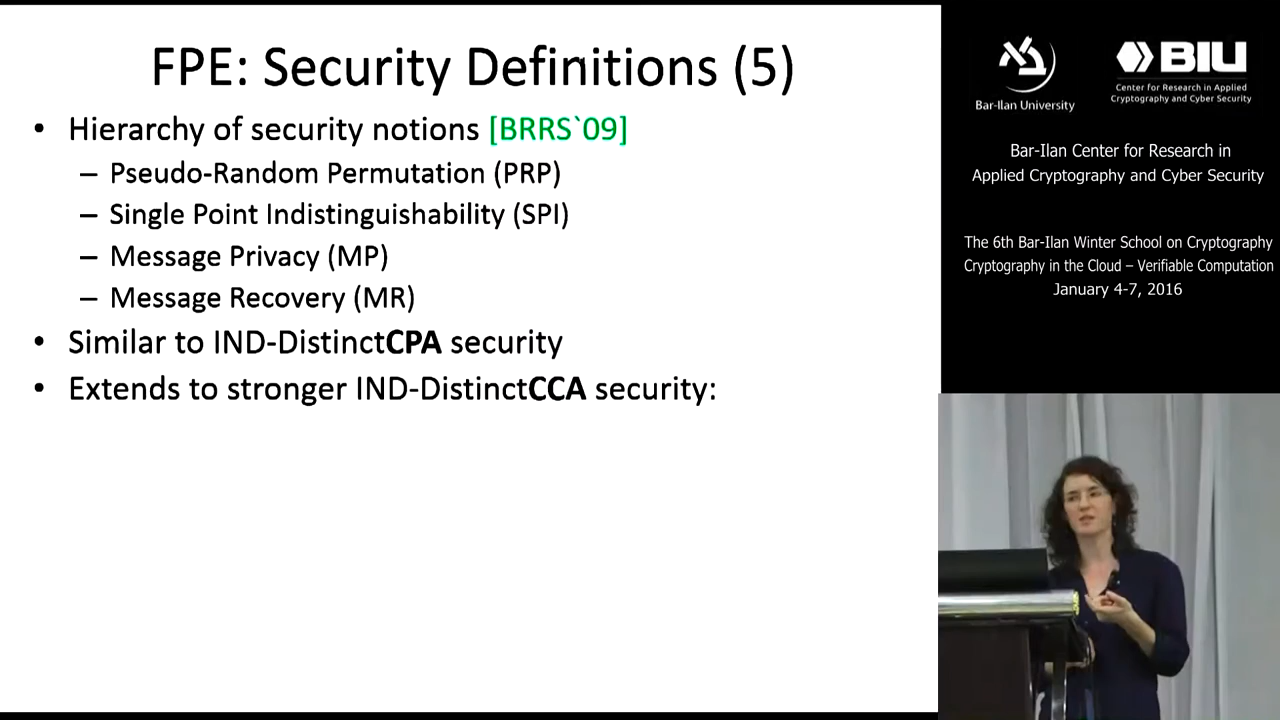 FPE: Security Definitions (5)
• Hierarchy of security notions [BRRS`09]
– Pseudo-Random Permutation (PRP)
– Single Point Indistinguishability (SPI)
– Message Privacy (MP)
– Message Recovery (MR)
• Similar to IND-DistinctCPA security
• Extends to stronger IND-DistinctCCA security:
Bar-Ilan University
BIU
Center for Research in Applied
Cryptography and Cyber Security
Bar-Ilan Center for Research in
Applied Cryptography and Cyber Security
The 6th Bar-Ilan Winter School on Cryptography
Cryptography in the Cloud – Verifiable Computation
January 4-7, 2016